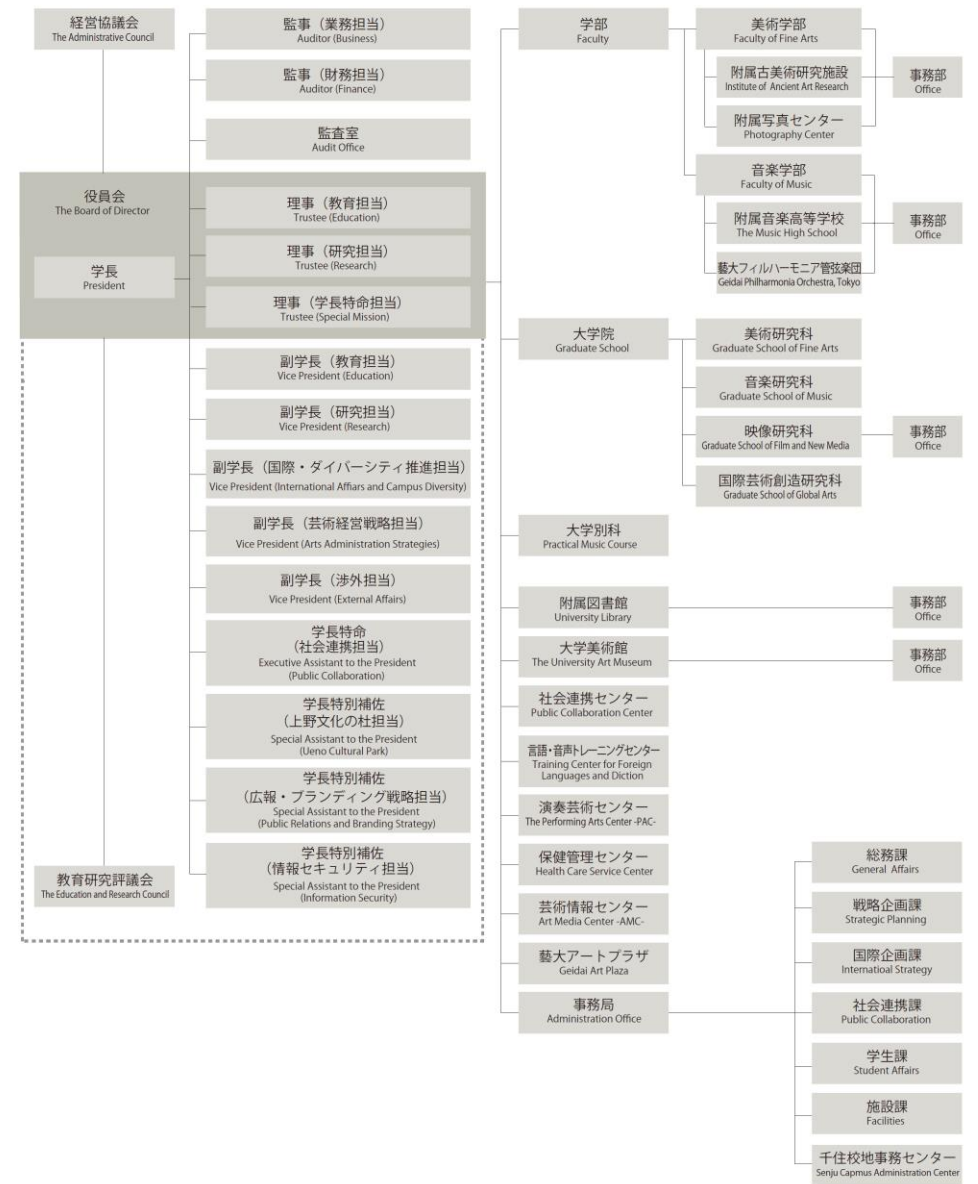 経営協議会
The Administrative Council
役員会
The Board of Director
学長
President
教育研究評議会
The Education and Research Council
監事（業務担当）
Auditor (Business)
監事（財務担当）
Auditor (Finance)
監査室
Audit Office
理事（教育担当）
Trustee (Education)
理事（研究担当）
Trustee (Research)
理事（学長特命担当）
Trustee (Special Mission)
副学長（教育担当）
Vice President (Education)
副学長（研究担当）
Vice President (Research)
副学長（国際・ダイバーシティ推進担当）
Vice President (International Affiars and Campus Diversity)
副学長（芸術経営戦略担当）
Vice President (Arts Administration Strategies)
副学長（渉外担当）
Vice President (External Affairs)
学長特命
（社会連携担当）
Executive Assistant to the President
(Public Collaboration)
学長特別補佐
（上野文化の杜担当）
Special Assistant to the President
(Ueno Cultural Park)
学長特別補佐
（広報・ブランディング戦略担当）
Special Assistant to the President
(Public Relations and Branding Strategy)
学長特別補佐
（情報セキュリティ担当）
Special Assistant to the President
(Information Security)
学部
Faculty
美術学部
Faculty of Fine Arts
附属古美術研究施設
Institute of Ancient Art Research
附属写真センター
Photography Center
事務部
Office
音楽学部
Faculty of Music
附属音楽高等学校
The Music High School
藝大フィルハーモニア管弦楽団
Geidai Philharmonia Orchestra, Tokyo
事務部
Office
大学院
Graduate School
美術研究科
Graduate School of Fine Arts
音楽研究科
Graduate School of Music
映像研究科
Graduate School of Film and New Media
事務部
Office
国際芸術創造研究科
Graduate School of Global Arts
大学別科
Practical Music Course
附属図書館
University Library
事務部
Office
大学美術館
The University Art Museum
事務部
Office
社会連携センター
Public Collaboration Center
言語・音声トレーニングセンター
Training Center for Foreign
Languages and Diction
演奏芸術センター
The Performing Arts Center -PAC-
保健管理センター
Health Care Service Center
芸術情報センター
Art Media Center -AMC-
藝大アートプラザ
Geidai Art Plaza
事務局
Administration Office
総務課
General Affairs
戦略企画課
Strategic Planning
国際企画課
Internatioal Strategy
社会連携課
Public Collaboration
学生課
Student Affairs
施設課
Facilities
千住校地事務センター
Senju Capmus Administration Center